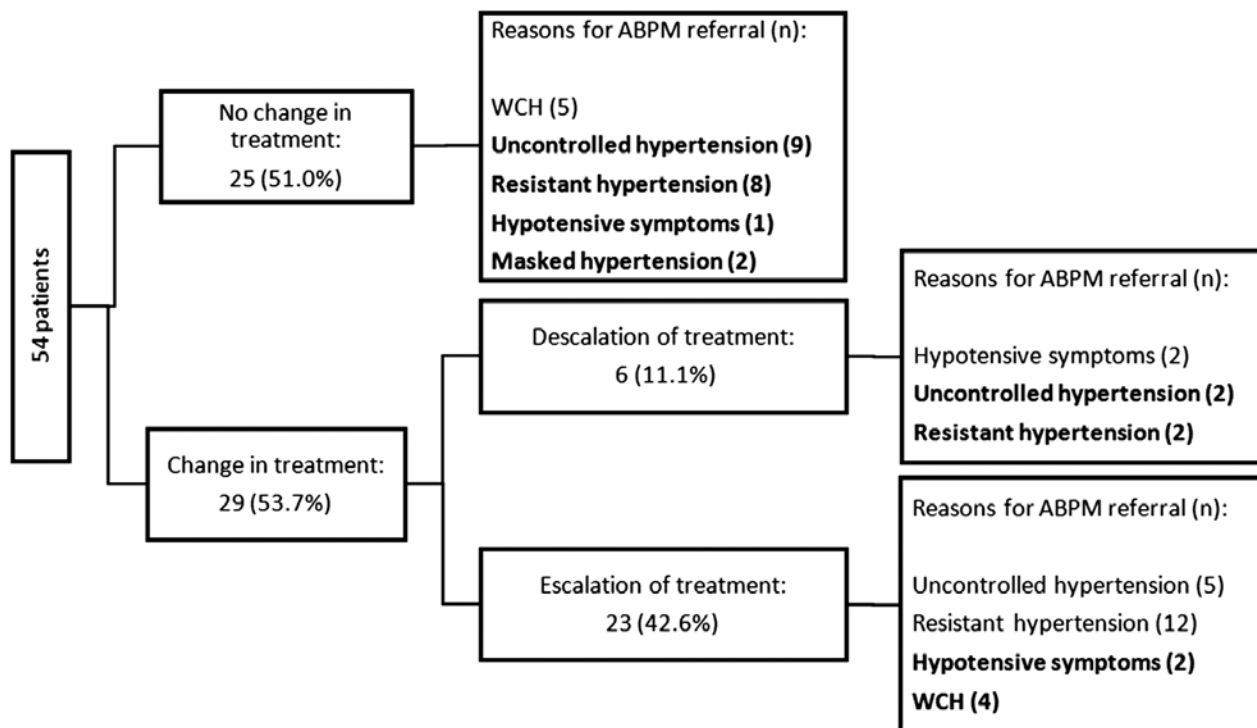 54 patients
No change in
treatment:
25 (51.0%)
Reasons for ABPM referral (n):
WCH (5)
Uncontrolled hypertension (9)
Resistant hypertension (8)
Hypotensive symptoms (1)
Masked hypertension (2)
Change in treatment:
29 (53.7%)
Descalation of treatment:
6 (11.1%)
Reasons for ABPM referral (n):
Hypotensive symptoms (2)
Uncontrolled hypertension (2)
Resistant hypertension (2)
Escalation of treatment:
23 (42.6%)
Reasons for ABPM referral (n):
Uncontrolled hypertension (5)
Resistant hypertension (12)
Hypotensive symptoms (2)
WCH (4)